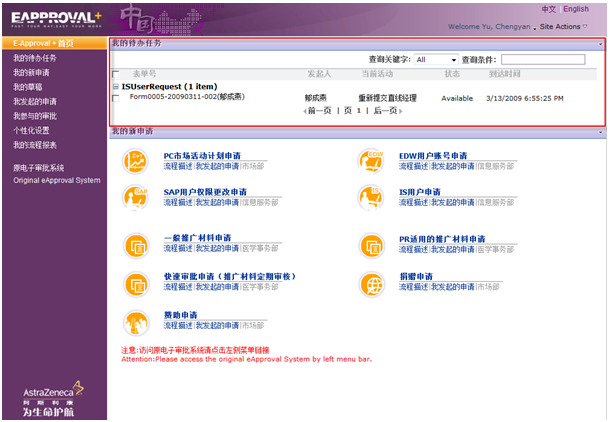 中文 | English
EAPPROVAL+
FAST YOUR WAY, EASY YOUR WORK
中国
Welcome Yu, Chengyan 。 Site Actions
E-Approval + 首页
我的待办任务
我的新申请
我的草稿
我发起的申请
我参与的审批
个性化设置
我的流程报表
原电子审批系统
Original eApproval System
AstraZeneca
阿斯利康
为生命护航
我的待办任务
查询关键字: All 查询条件:
表单号 发起人 当前活动 状态 到达时间
ISUserRequest (1 item)
Form0005-20090311-002(郁成燕) 郁成燕 重新提交直线经理 Available 3/13/2009 6:55:25 PM
前一页 | 页 1 | 后一页
我的新申请
PC市场活动计划申请
流程描述|我发起的申请|市场部
EDW用户账号申请
流程描述|我发起的申请|信息服务部
SAP用户权限更改申请
流程描述|我发起的申请|信息服务部
IS用户申请
流程描述|我发起的申请|信息服务部
一般推广材料申请
流程描述|我发起的申请|医学事务部
PR适用的推广材料申请
流程描述|我发起的申请|医学事务部
快速审批申请（推广材料定期审核）
流程描述|我发起的申请|医学事务部
捐赠申请
流程描述|我发起的申请|市场部
赞助申请
流程描述|我发起的申请|市场部
注意:访问原电子审批系统请点击左侧菜单链接
Attention:Please access the original eApproval System by left menu bar.